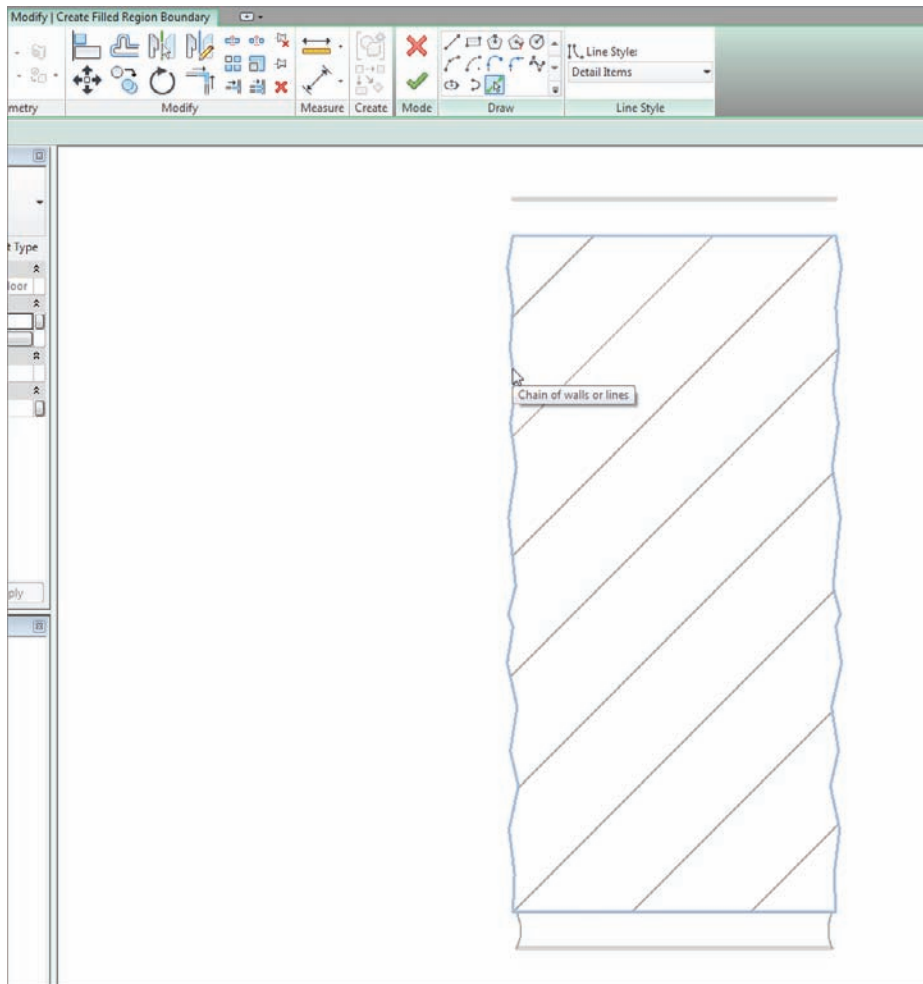 Modify | Create Filled Region Boundary
Line Style:
Detail Items
metry
Modify
Measure
Create
Mode
Draw
Line Style
t Type
loor
Chain of walls or lines
ply